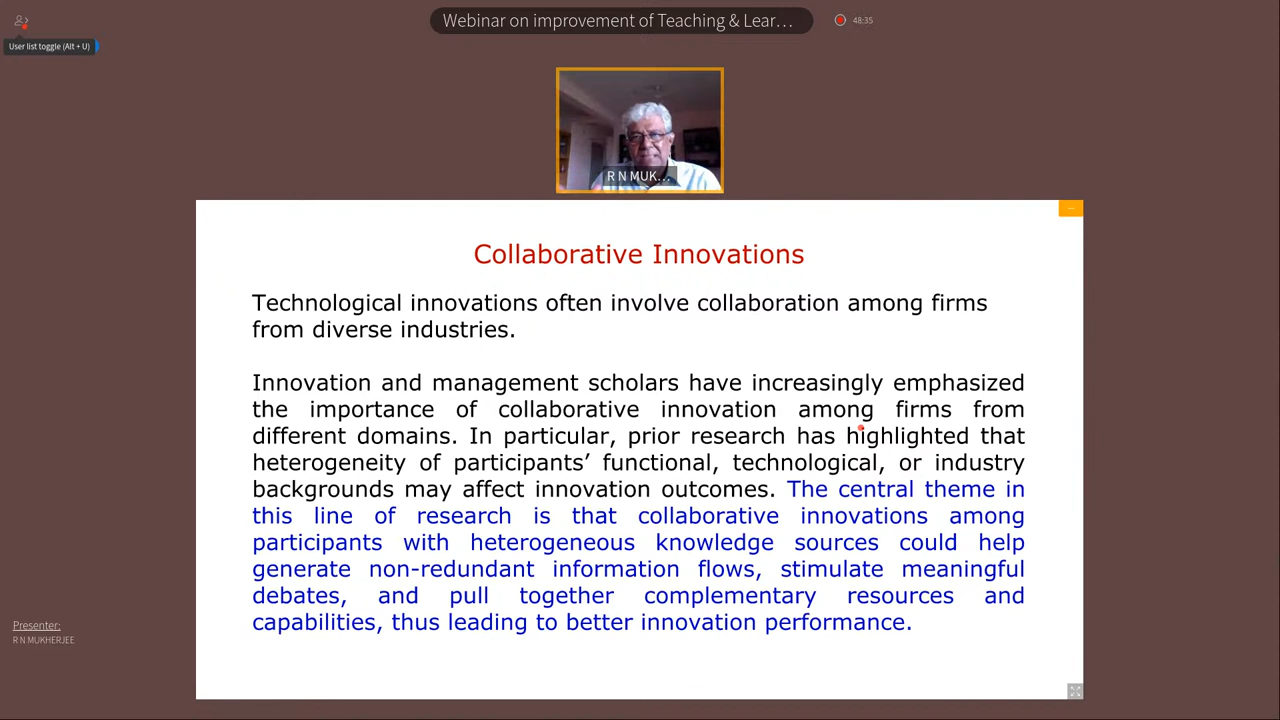 Webinar on improvement of Teaching & Lear...
48:35
User list toggle (Alt + U)
R N MUK...
Collaborative Innovations
Technological innovations often involve collaboration among firms
from diverse industries.
Innovation and management scholars have increasingly emphasized
the importance of collaborative innovation among firms from
different domains. In particular, prior research has highlighted that
heterogeneity of participants’ functional, technological, or industry
backgrounds may affect innovation outcomes. The central theme in
this line of research is that collaborative innovations among
participants with heterogeneous knowledge sources could help
generate non-redundant information flows, stimulate meaningful
debates, and pull together complementary resources and
capabilities, thus leading to better innovation performance.
Presenter:
R N MUKHERJEE